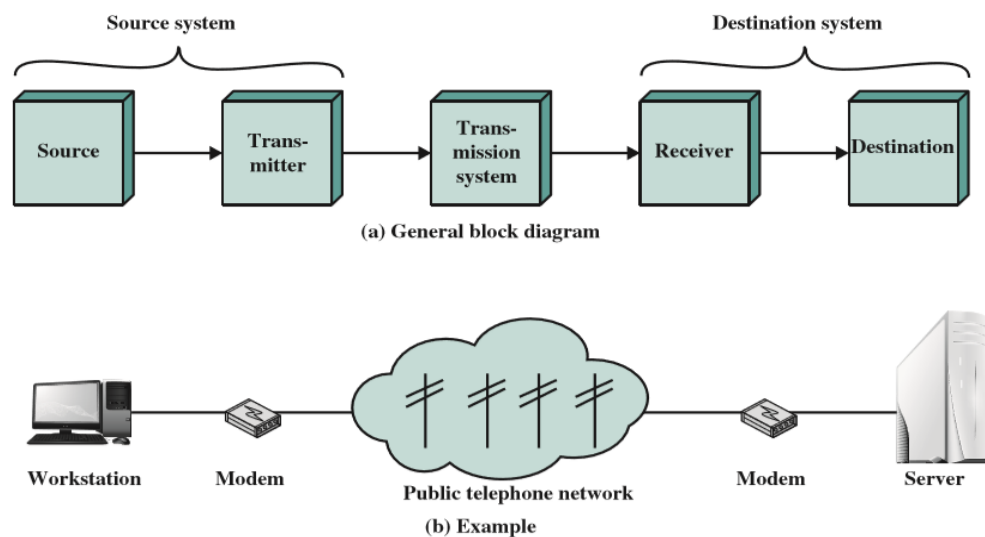 Source system
Destination system
Source
Trans-
mitter
Trans-
mission
system
Receiver
Destination
(a) General block diagram
Workstation
Modem
Public telephone network
Modem
Server
(b) Example